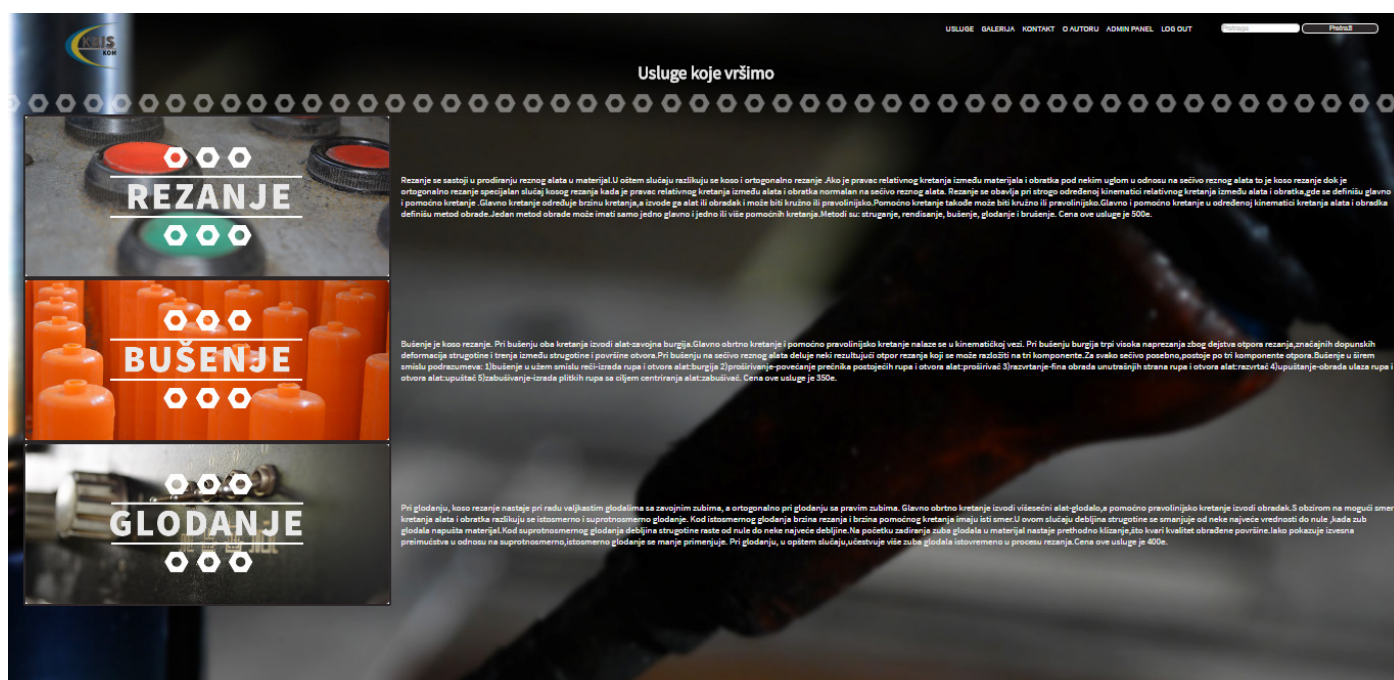 KEIS
KOM
USLUGE GALERIJA KONTAKT O AUTORU ADMIN PANEL LOG OUT
Pretraga Pretraži
Usluge koje vršimo
REZANJE
Rezanje se sastoji u prodiranju reznog alata u materijal.U oštem slučaju razlikuju se koso i ortogonalno rezanje .Ako je pravac relativnog kretanja između materijala i obratka pod nekim uglom u odnosu na sečivo reznog alata to je koso rezanje dok je
ortogonalno rezanje specijalan slučaj kosog rezanja kada je pravac relativnog kretanja između alata i obratka normalan na sečivo reznog alata. Rezanje se obavlja pri strogo određenoj kinematici relativnog kretanja između alata i obratka,gde se definišu glavno
i pomoćno kretanje .Glavno kretanje određuje brzinu kretanja,a izvode ga alat ili obradak i može biti kružno ili pravolinijsko.Pomoćno kretanje takođe može biti kružno ili pravolinijsko.Glavno i pomoćno kretanje u određenoj kinematici kretanja alata i obradka
definišu metod obrade.Jedan metod obrade može imati samo jedno glavno i jedno ili više pomoćnih kretanja.Metodi su: struganje, rendisanje, bušenje, glodanje i brušenje. Cena ove usluge je 500e.
BUŠENJE
Bušenje je koso rezanje. Pri bušenju oba kretanja izvodi alat-zavojna burgija.Glavno obrtno kretanje i pomoćno pravolinijsko kretanje nalaze se u kinematičkoj vezi. Pri bušenju burgija trpi visoka naprezanja zbog dejstva otpora rezanja,značajnih dopunskih
deformacija strugotine i trenja između strugotine i površine otvora.Pri bušenju na sečivo reznog alata deluje neki rezultujući otpor rezanja koji se može razložiti na tri komponente.Za svako sečivo posebno,postoje po tri komponente otpora.Bušenje u širem
smislu podrazumeva: 1)bušenje u užem smislu reči-izrada rupa i otvora alat:burgija 2)proširivanje-povećanje prečnika postojećih rupa i otvora alat:proširivač 3)razvrtanje-fina obrada unutrašnjih strana rupa i otvora alat:razvrtač 4)upuštanje-obrada ulaza rupa i
otvora alat:upuštač 5)zabušivanje-izrada plitkih rupa sa ciljem centriranja alat:zabušivač. Cena ove usluge je 350e.
GLODANJE
Pri glodanju, koso rezanje nastaje pri radu valjkastim glodalima sa zavojnim zubima, a ortogonalno pri glodanju sa pravim zubima. Glavno obrtno kretanje izvodi višesečni alat-glodalo,a pomoćno pravolinijsko kretanje izvodi obradak.S obzirom na mogući smer
kretanja alata i obratka razlikuju se istosmerno i suprotnosmerno glodanje. Kod istosmernog glodanja brzina rezanja i brzina pomoćnog kretanja imaju isti smer.U ovom slučaju debljina strugotine se smanjuje od neke najveće vrednosti do nule ,kada zub
glodala napušta materijal.Kod suprotnosmernog glodanja debljina strugotine raste od nule do neke najveće debljine.Na početku zadiranja zuba glodala u materijal nastaje prethodno klizanje,što kvari kvalitet obrađene površine.Iako pokazuje izvesna
preimućstva u odnosu na suprotnosmerno,istosmerno glodanje se manje primenjuje. Pri glodanju, u opštem slučaju,učestvuje više zuba glodala istovremeno u procesu rezanja.Cena ove usluge je 400e.